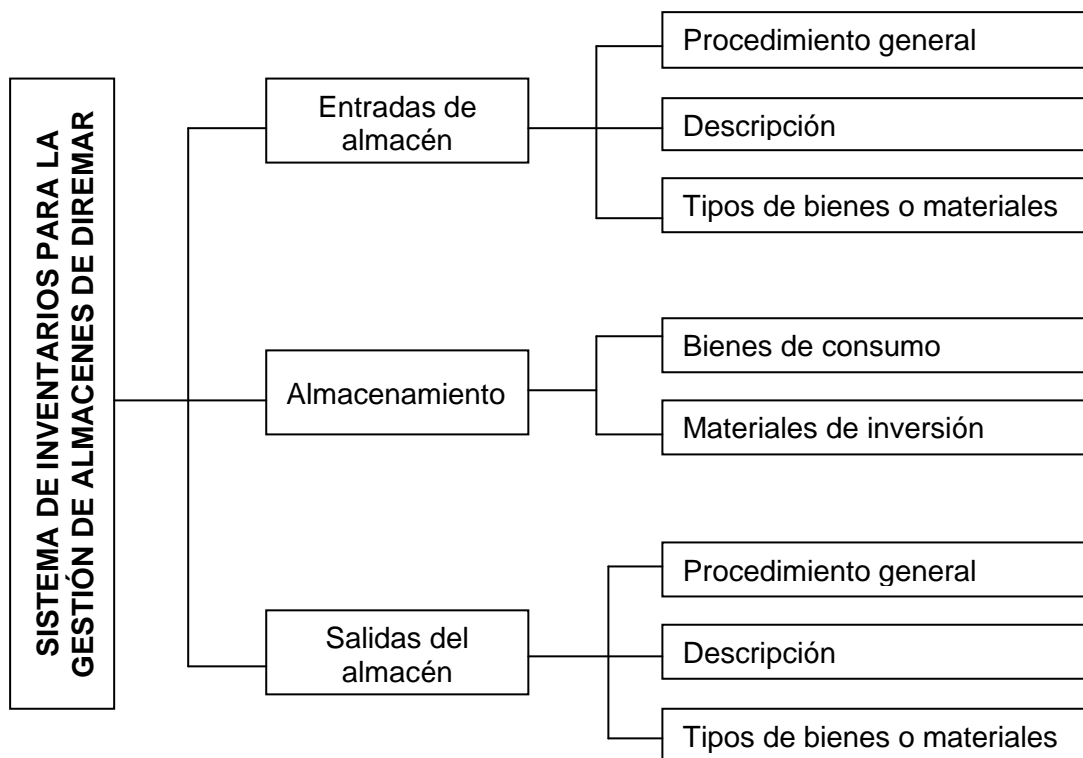 SISTEMA DE INVENTARIOS PARA LA
GESTIÓN DE ALMACENES DE DIREMAR
Entradas de
almacén
Procedimiento general
Descripción
Tipos de bienes o materiales
Almacenamiento
Bienes de consumo
Materiales de inversión
Salidas del
almacén
Procedimiento general
Descripción
Tipos de bienes o materiales